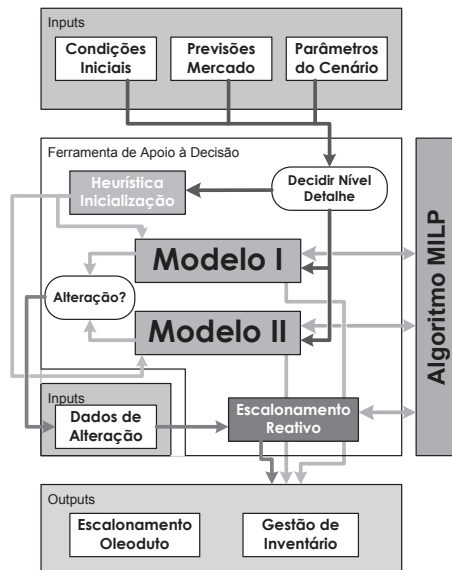 Inputs
Condições
Iniciais
Previsões
Mercado
Parâmetros
do Cenário
Ferramenta de Apoio à Decisão
Heurística
Inicialização
Decidir Nível
Detalhe
Modelo I
Alteração?
Modelo II
Algoritmo MILP
Inputs
Dados de
Alteração
Escalonamento
Reativo
Outputs
Escalonamento
Oleoduto
Gestão de
Inventário